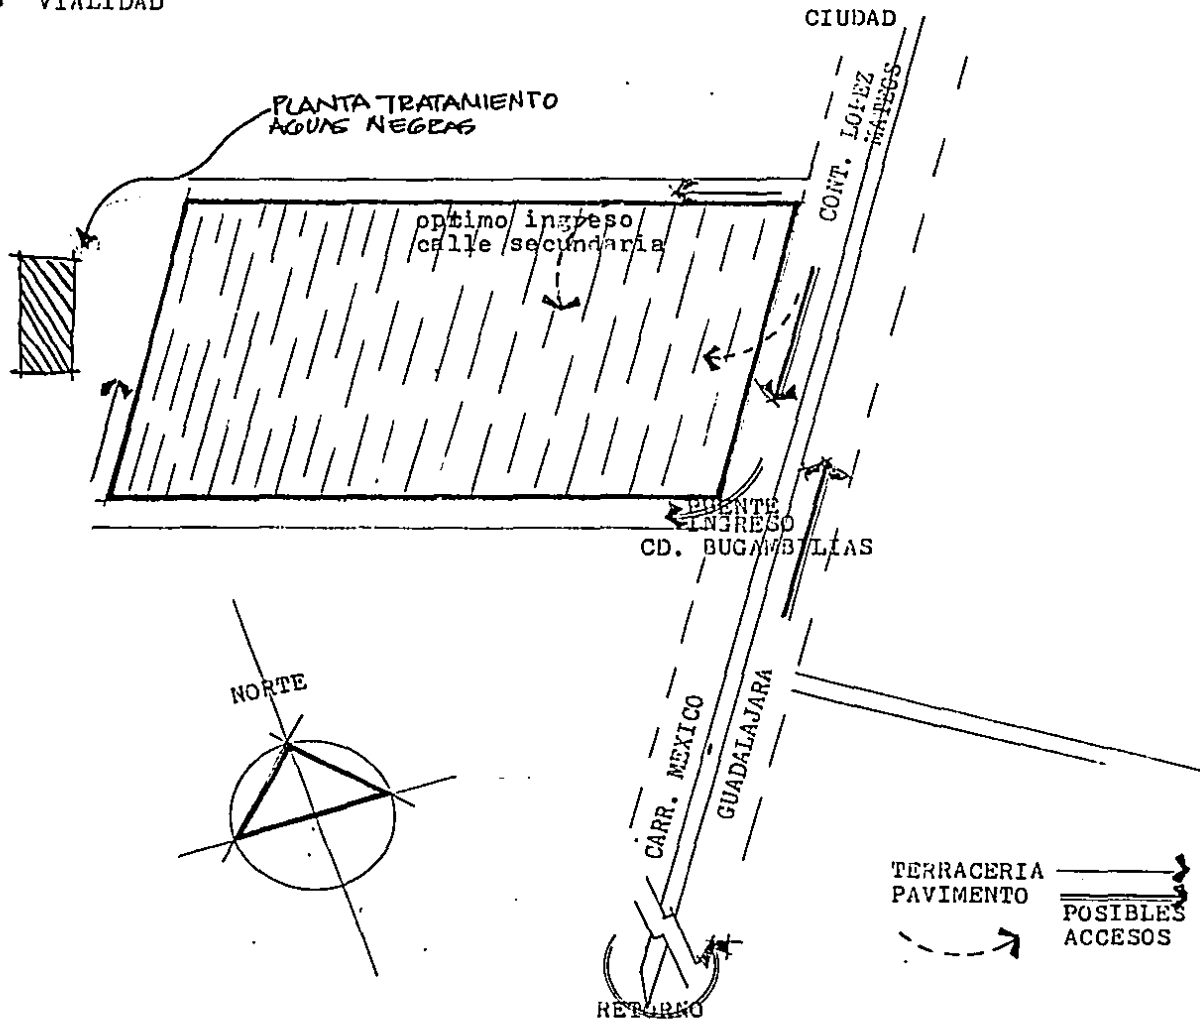 VIALIDAD
CIUDAD
PLANTA TRATAMIENTO
AGUAS NEGRAS
CONT. LOPEZ
MATEOS
optimo ingreso
calle secundaria
PUENTE
INGRESO
CD. BUGAMBILIAS
NORTE
CARR. MEXICO
GUADALAJARA
TERRACERIA
PAVIMENTO
POSIBLES
ACCESOS
RETORNO